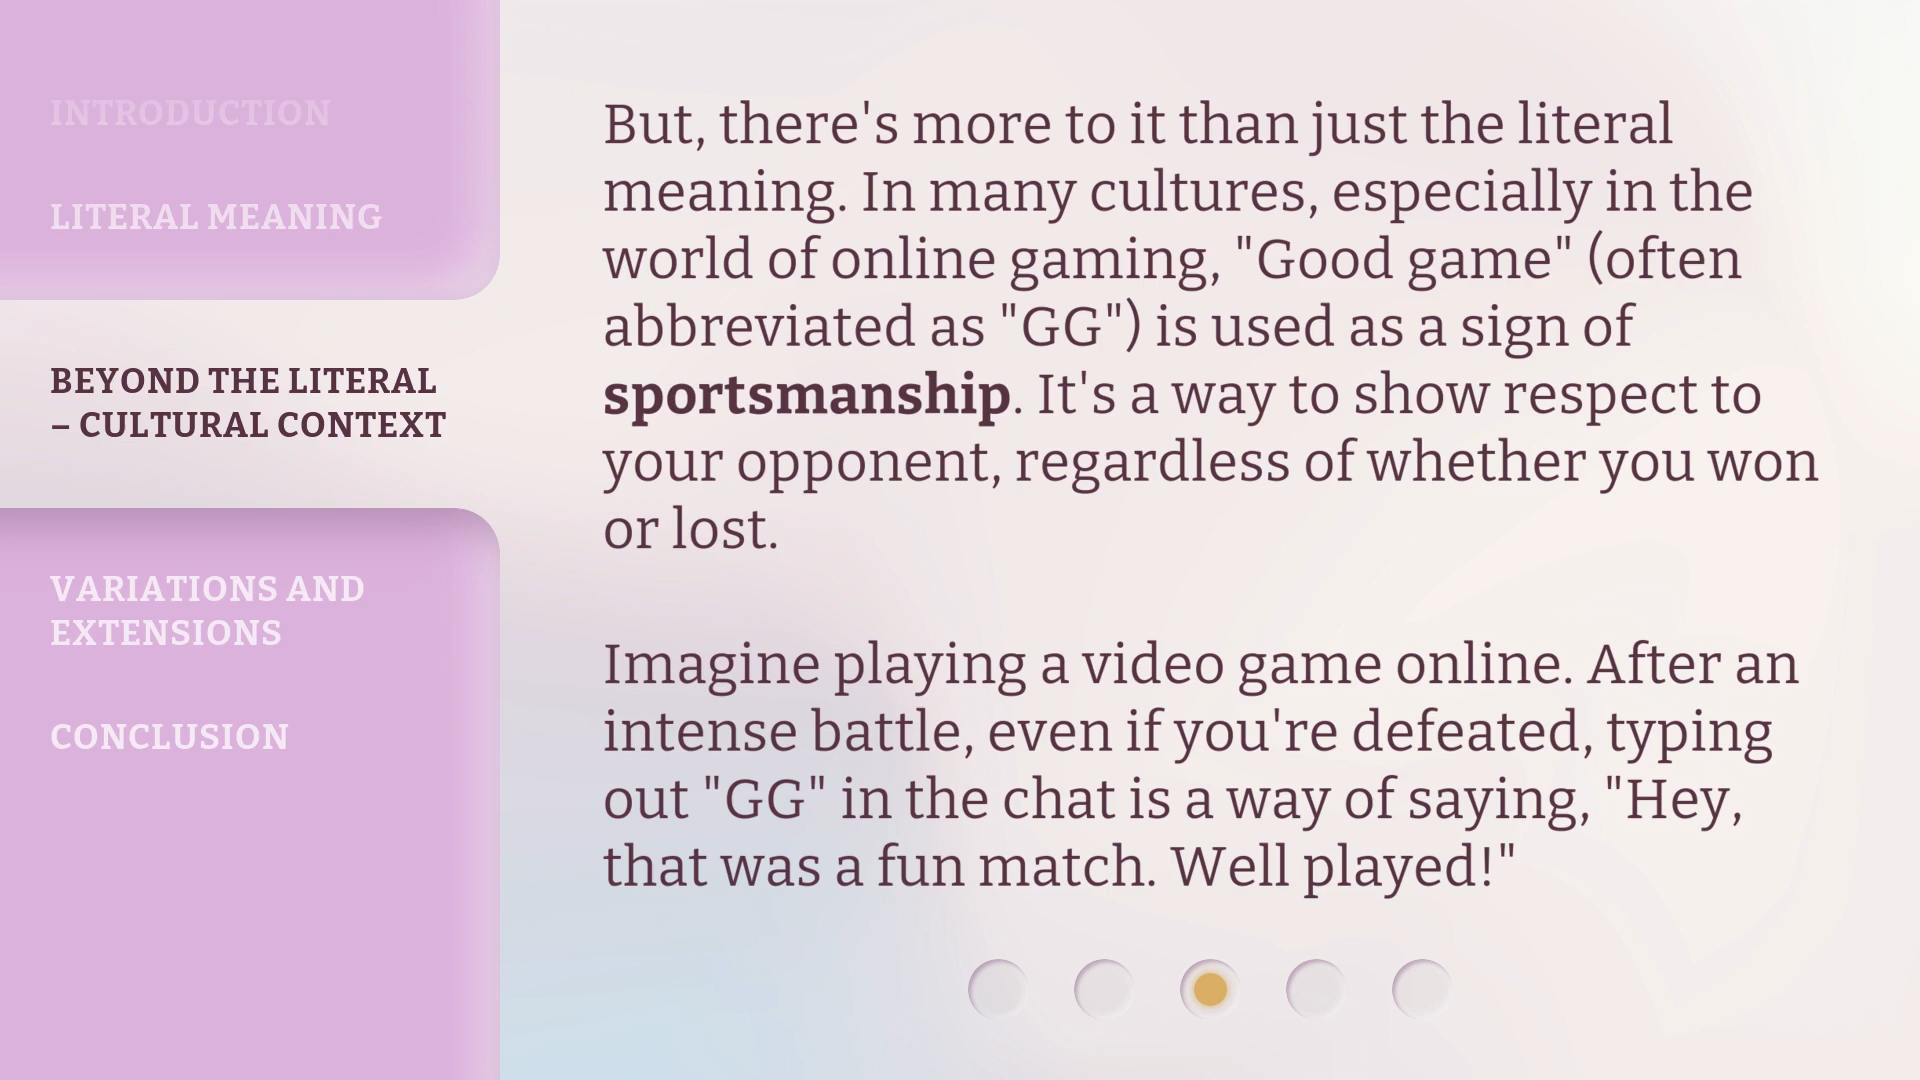 INTRODUCTION
LITERAL MEANING
BEYOND THE LITERAL
– CULTURAL CONTEXT
VARIATIONS AND
EXTENSIONS
CONCLUSION
But, there's more to it than just the literal
meaning. In many cultures, especially in the
world of online gaming, "Good game" (often
abbreviated as "GG") is used as a sign of
sportsmanship. It's a way to show respect to
your opponent, regardless of whether you won
or lost.
Imagine playing a video game online. After an
intense battle, even if you're defeated, typing
out "GG" in the chat is a way of saying, "Hey,
that was a fun match. Well played!"